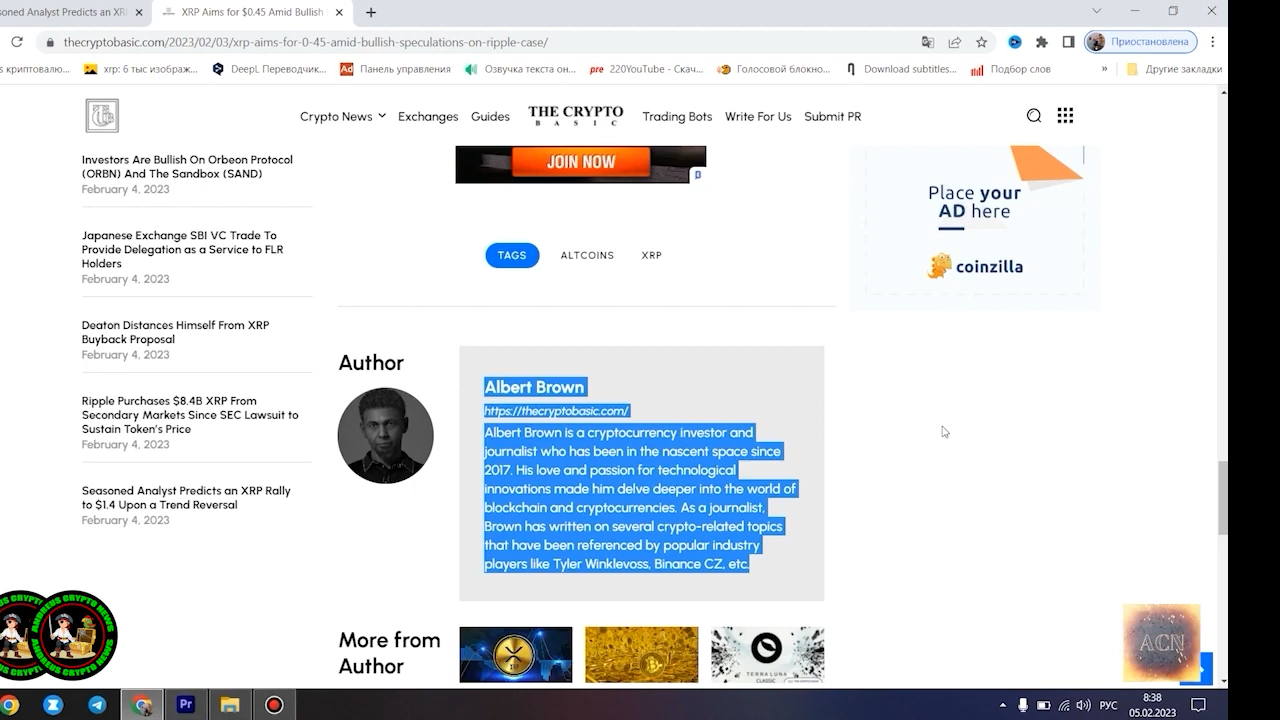 soned Analyst Predicts an XRI
XRP Aims for $0.45 Amid Bullish
thecryptobasic.com/2023/02/03/xrp-aims-for-0-45-amid-bullish-speculations-on-ripple-case/
Приостановлена
s криптовалю...
xrp: 6 тыс изображ...
DeepL Переводчик...
Панель управления
Озвучка текста он...
220YouTube - Скач...
Голосовой блокно...
Download subtitles...
Подбор слов
»
Другие закладки
Crypto News
Exchanges
Guides
THE CRYPTO
BASIC
Trading Bots
Write For Us
Submit PR
Investors Are Bullish On Orbeon Protocol
(ORBN) And The Sandbox (SAND)
February 4, 2023
Japanese Exchange SBI VC Trade To
Provide Delegation as a Service to FLR
Holders
February 4, 2023
Deaton Distances Himself From XRP
Buyback Proposal
February 4, 2023
Ripple Purchases $8.4B XRP From
Secondary Markets Since SEC Lawsuit to
Sustain Token's Price
February 4, 2023
Seasoned Analyst Predicts an XRP Rally
to $1.4 Upon a Trend Reversal
February 4, 2023
JOIN NOW
TAGS
ALTCOINS
XRP
Author
Albert Brown
https://thecryptobasic.com/
Albert Brown is a cryptocurrency investor and
journalist who has been in the nascent space since
2017. His love and passion for technological
innovations made him delve deeper into the world of
blockchain and cryptocurrencies. As a journalist,
Brown has written on several crypto-related topics
that have been referenced by popular industry
players like Tyler Winklevoss, Binance CZ, etc.
More from
Author
TERRA LUNA
CLASSIC
Place your
AD here
coinzilla
ANDREUS CRYPTO NEWS
ACN
РУС
8:38
05.02.2023